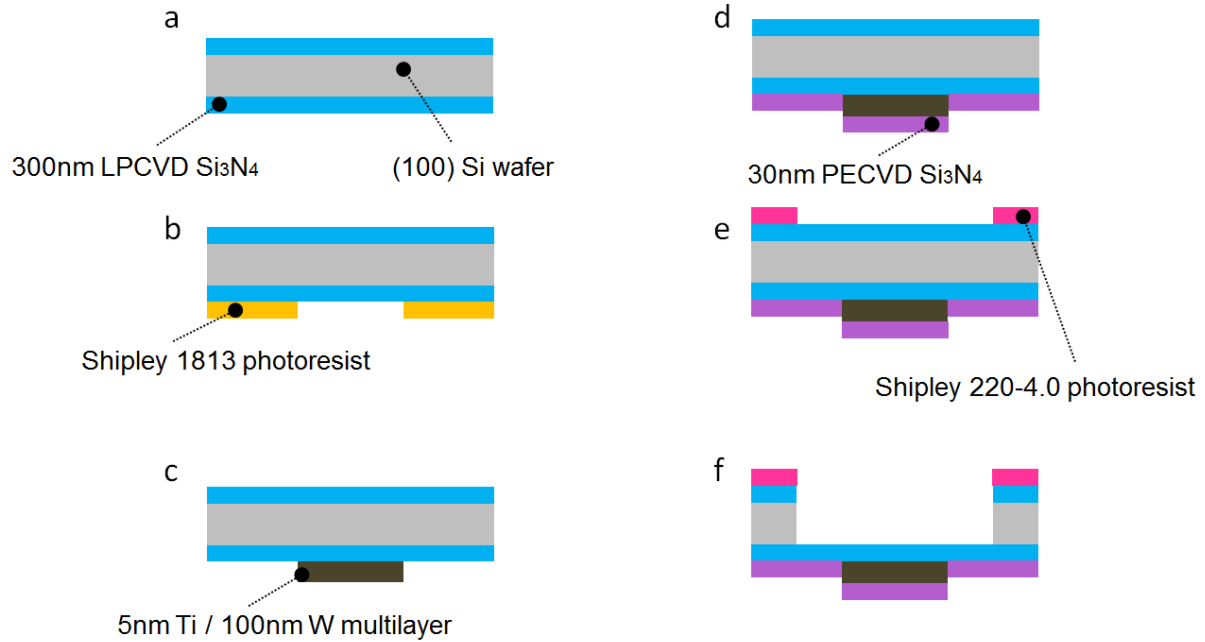 a
300nm LPCVD Si₃N₄
(100) Si wafer
b
Shipley 1813 photoresist
c
5nm Ti / 100nm W multilayer
d
30nm PECVD Si₃N₄
e
Shipley 220-4.0 photoresist
f